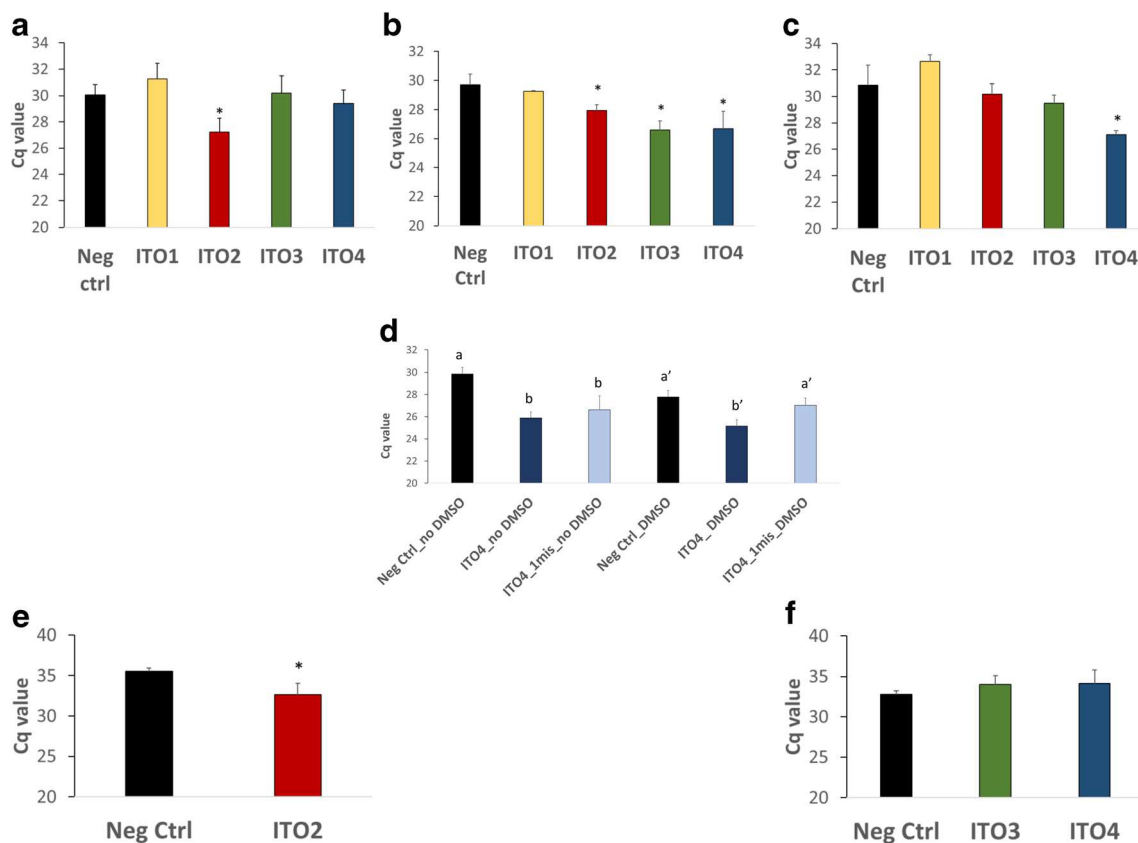 a
34
32
30
28
26
24
22
20
Cq value
*
Neg
ctrl
ITO1
ITO2
ITO3
ITO4
b
32
30
28
26
24
22
20
Cq value
*
*
*
Neg
Ctrl
ITO1
ITO2
ITO3
ITO4
c
34
32
30
28
26
24
22
20
Cq value
*
Neg
Ctrl
ITO1
ITO2
ITO3
ITO4
d
32
30
28
26
24
22
20
Cq value
a
b
b
a’
b’
a’
Neg Ctrl_no DMSO
ITO4_no DMSO
ITO4_1mis_no DMSO
Neg Ctrl_DMSO
ITO4_DMSO
ITO4_1mis_DMSO
e
40
35
30
25
20
Cq value
*
Neg Ctrl
ITO2
f
40
35
30
25
20
Cq value
Neg Ctrl
ITO3
ITO4